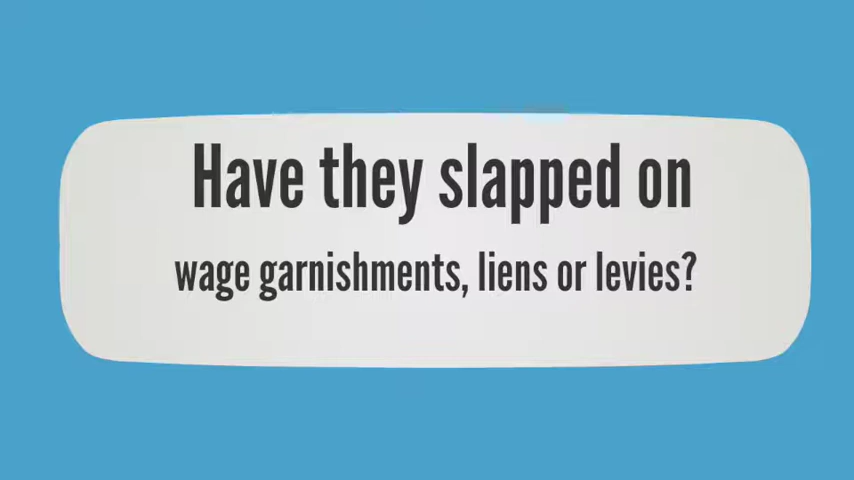 Have they slapped on
wage garnishments, liens or levies?